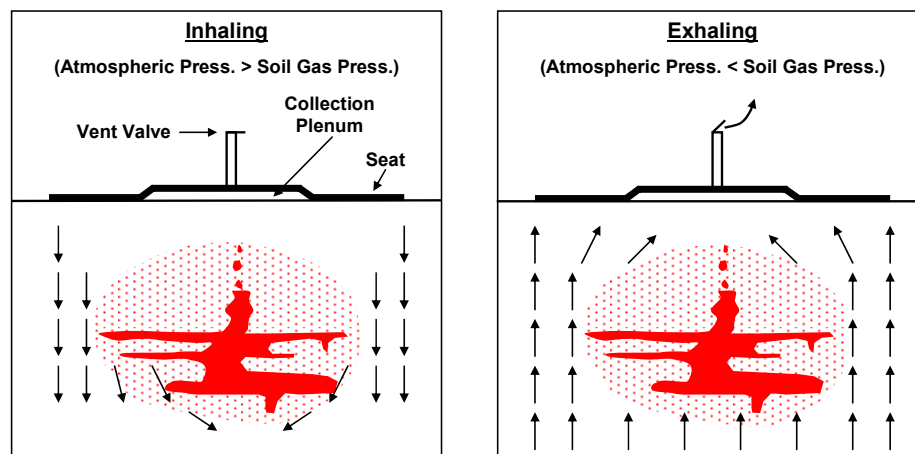 Inhaling
(Atmospheric Press. > Soil Gas Press.)
Vent Valve
Collection
Plenum
Seat
Exhaling
(Atmospheric Press. < Soil Gas Press.)